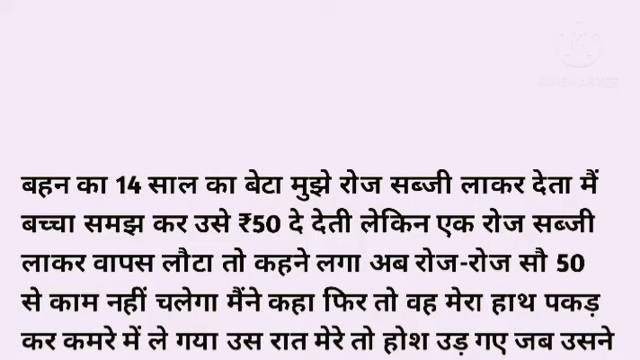 बहन का 14 साल का बेटा मुझे रोज सब्जी लाकर देता मैं
बच्चा समझ कर उसे ₹50 दे देती लेकिन एक रोज सब्जी
लाकर वापस लौटा तो कहने लगा अब रोज-रोज सौ 50
से काम नहीं चलेगा मैंने कहा फिर तो वह मेरा हाथ पकड़
कर कमरे में ले गया उस रात मेरे तो होश उड़ गए जब उसने